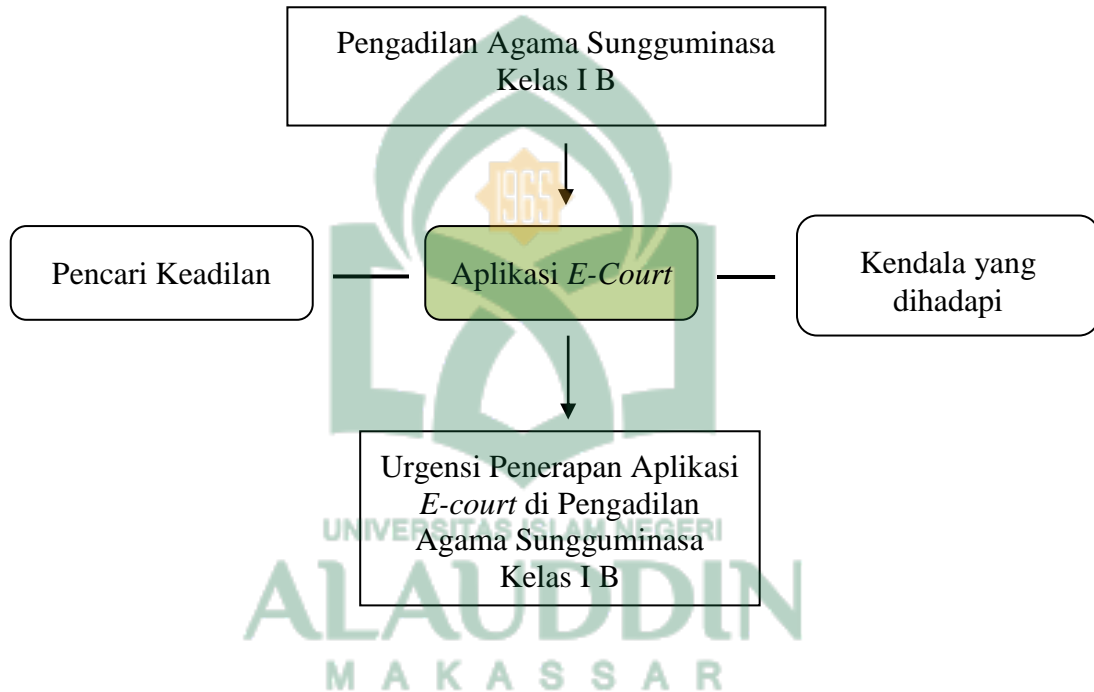 Pengadilan Agama Sungguminasa
Kelas I B
1965
Pencari Keadilan
Aplikasi E-Court
Kendala yang
dihadapi
Urgensi Penerapan Aplikasi
E-court di Pengadilan
Agama Sungguminasa
Kelas I B
UNIVERSITAS ISLAM NEGERI
ALAUDDIN
MAKASSAR